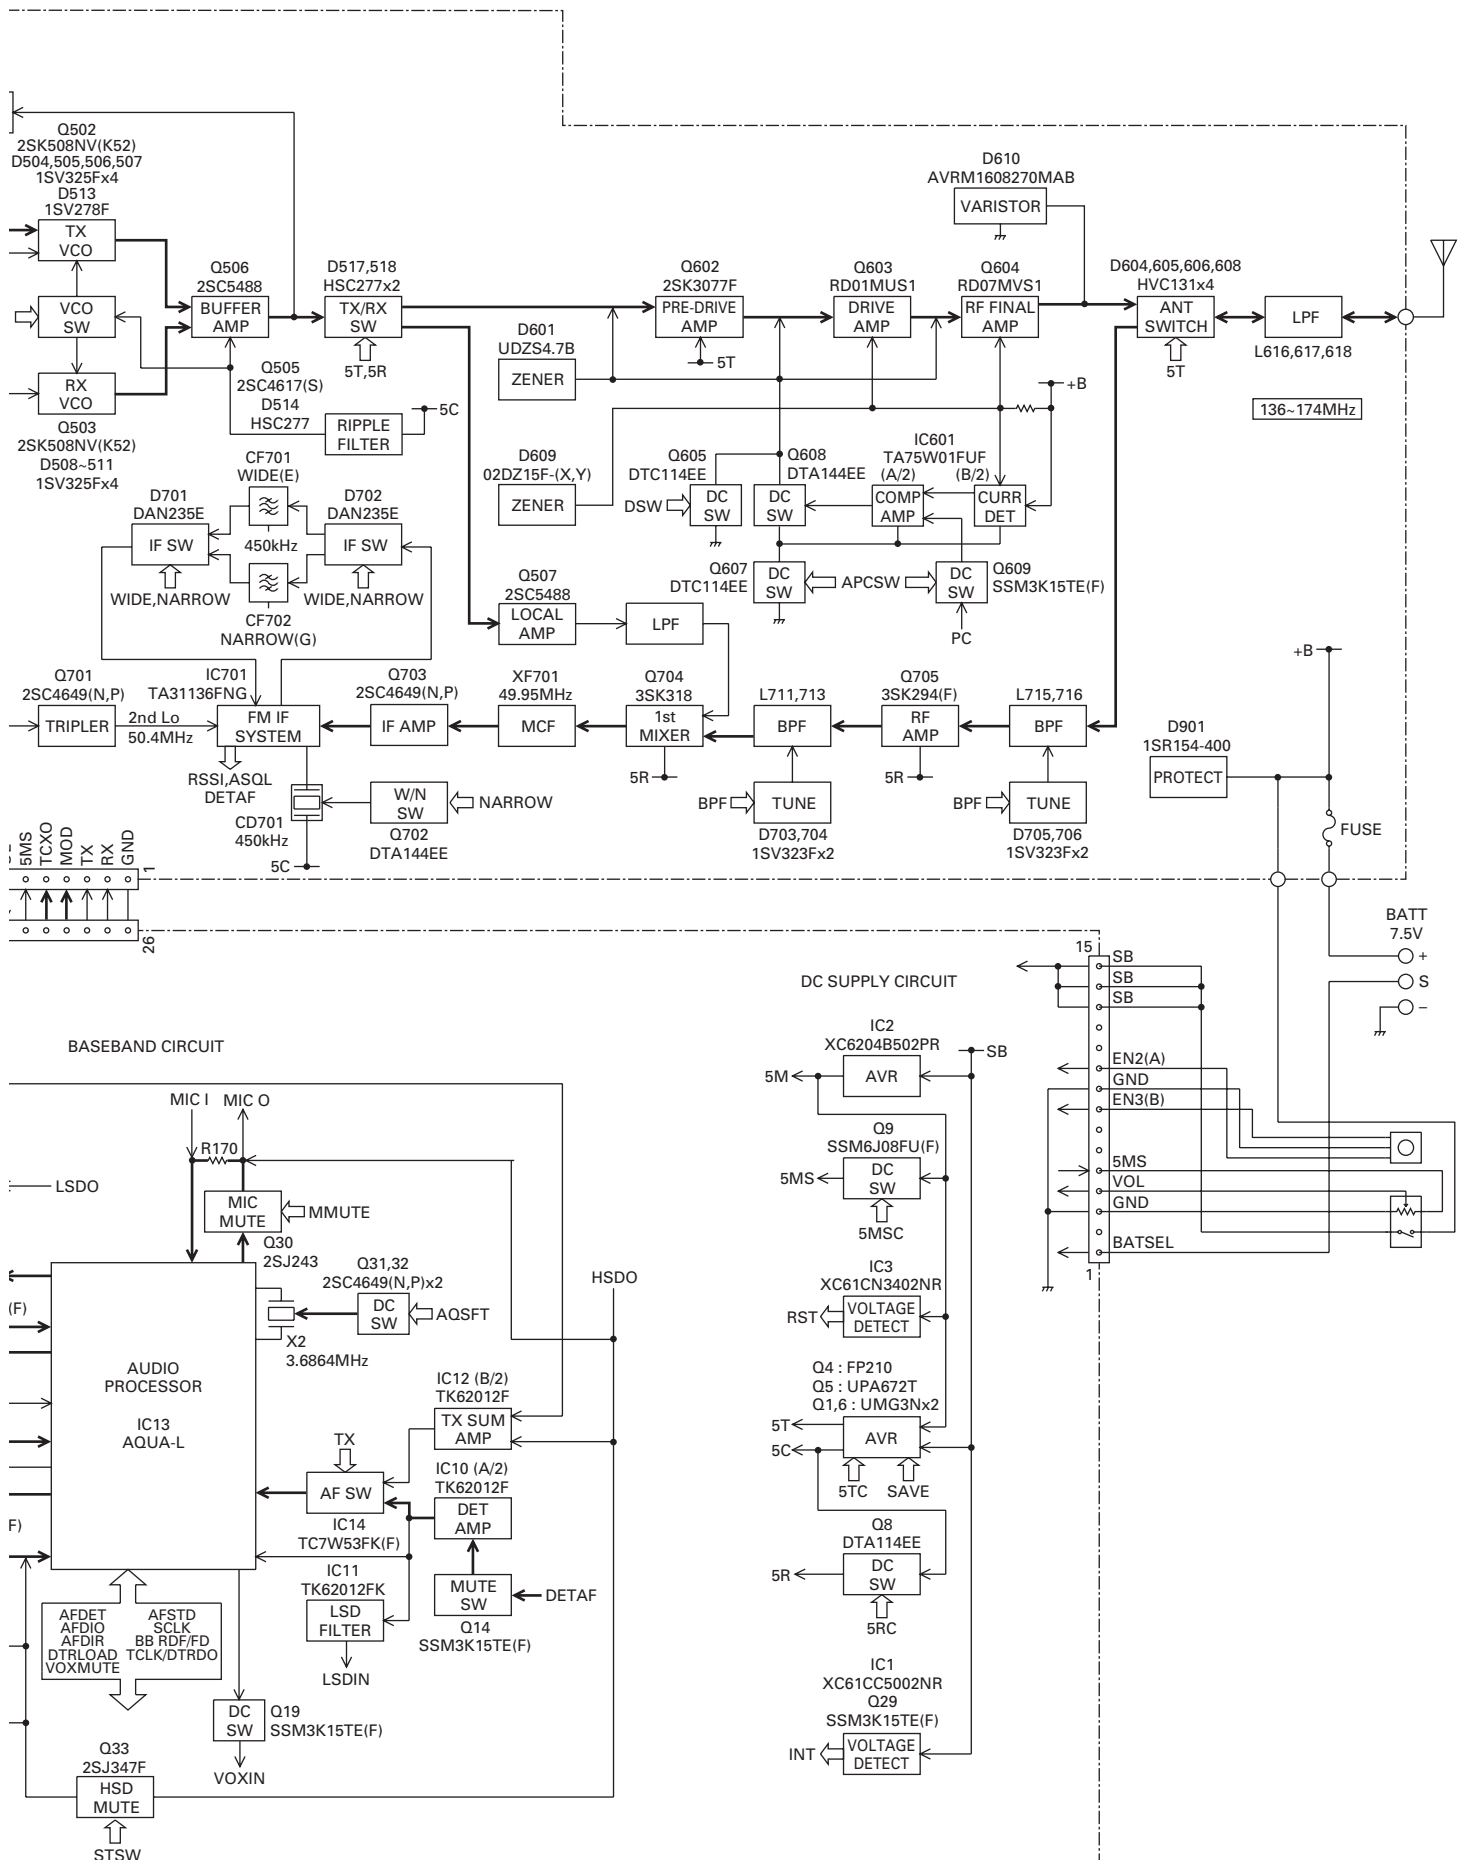 Q502
2SK508NV(K52)
D504,505,506,507
1SV325Fx4
D513
1SV278F
TX
VCO
VCO
SW
RX
VCO
Q503
2SK508NV(K52)
D508~511
1SV325Fx4
Q506
2SC5488
BUFFER
AMP
D517,518
HSC277x2
TX/RX
SW
5T,5R
Q505
2SC4617(S)
D514
HSC277
RIPPLE
FILTER
5C
D601
UDZS4.7B
ZENER
D609
02DZ15F-(X,Y)
ZENER
Q602
2SK3077F
PRE-DRIVE
AMP
5T
Q603
RD01MUS1
DRIVE
AMP
Q604
RD07MVS1
RF FINAL
AMP
D610
AVRM1608270MAB
VARISTOR
D604,605,606,608
HVC131x4
ANT
SWITCH
5T
LPF
L616,617,618
136~174MHz
+B
Q605
DTC114EE
DSW
DC
SW
Q608
DTA144EE
DC
SW
IC601
TA75W01FUF
(A/2)
(B/2)
COMP
AMP
CURR
DET
Q607
DTC114EE
DC
SW
APCSW
DC
SW
Q609
SSM3K15TE(F)
PC
CF701
WIDE(E)
450kHz
D701
DAN235E
IF SW
WIDE,NARROW
D702
DAN235E
IF SW
WIDE,NARROW
CF702
NARROW(G)
Q507
2SC5488
LOCAL
AMP
LPF
Q701
2SC4649(N,P)
TRIPLER
2nd Lo
50.4MHz
IC701
TA31136FNG
FM IF
SYSTEM
RSSI,ASQL
DETAF
Q703
2SC4649(N,P)
IF AMP
XF701
49.95MHz
MCF
Q704
3SK318
1st
MIXER
5R
L711,713
BPF
BPF
TUNE
D703,704
1SV323Fx2
Q705
3SK294(F)
RF
AMP
5R
L715,716
BPF
BPF
TUNE
D705,706
1SV323Fx2
CD701
450kHz
5C
W/N
SW
NARROW
Q702
DTA144EE
+B
D901
1SR154-400
PROTECT
FUSE
5MS
TCXO
MOD
TX
RX
GND
1
26
BATT
7.5V
+
S
–
DC SUPPLY CIRCUIT
15
SB
SB
SB
EN2(A)
GND
EN3(B)
5MS
VOL
GND
BATSEL
1
BASEBAND CIRCUIT
MIC I
MIC O
R170
LSDO
MIC
MUTE
MMUTE
Q30
2SJ243
Q31,32
2SC4649(N,P)x2
DC
SW
AQSFT
X2
3.6864MHz
HSDO
(F)
F)
AUDIO
PROCESSOR
IC13
AQUA-L
IC12 (B/2)
TK62012F
TX SUM
AMP
TX
AF SW
IC14
TC7W53FK(F)
IC10 (A/2)
TK62012F
DET
AMP
IC11
TK62012FK
LSD
FILTER
LSDIN
MUTE
SW
DETAF
Q14
SSM3K15TE(F)
AFDET
AFDIO
AFDIR
DTRLOAD
VOXMUTE
AFSTD
SCLK
BB RDF/FD
TCLK/DTRDO
DC
SW
Q19
SSM3K15TE(F)
VOXIN
Q33
2SJ347F
HSD
MUTE
STSW
IC2
XC6204B502PR
SB
5M
AVR
Q9
SSM6J08FU(F)
5MS
DC
SW
5MSC
IC3
XC61CN3402NR
RST
VOLTAGE
DETECT
Q4 : FP210
Q5 : UPA672T
Q1,6 : UMG3Nx2
5T
5C
AVR
5TC
SAVE
Q8
DTA114EE
5R
DC
SW
5RC
IC1
XC61CC5002NR
Q29
SSM3K15TE(F)
INT
VOLTAGE
DETECT